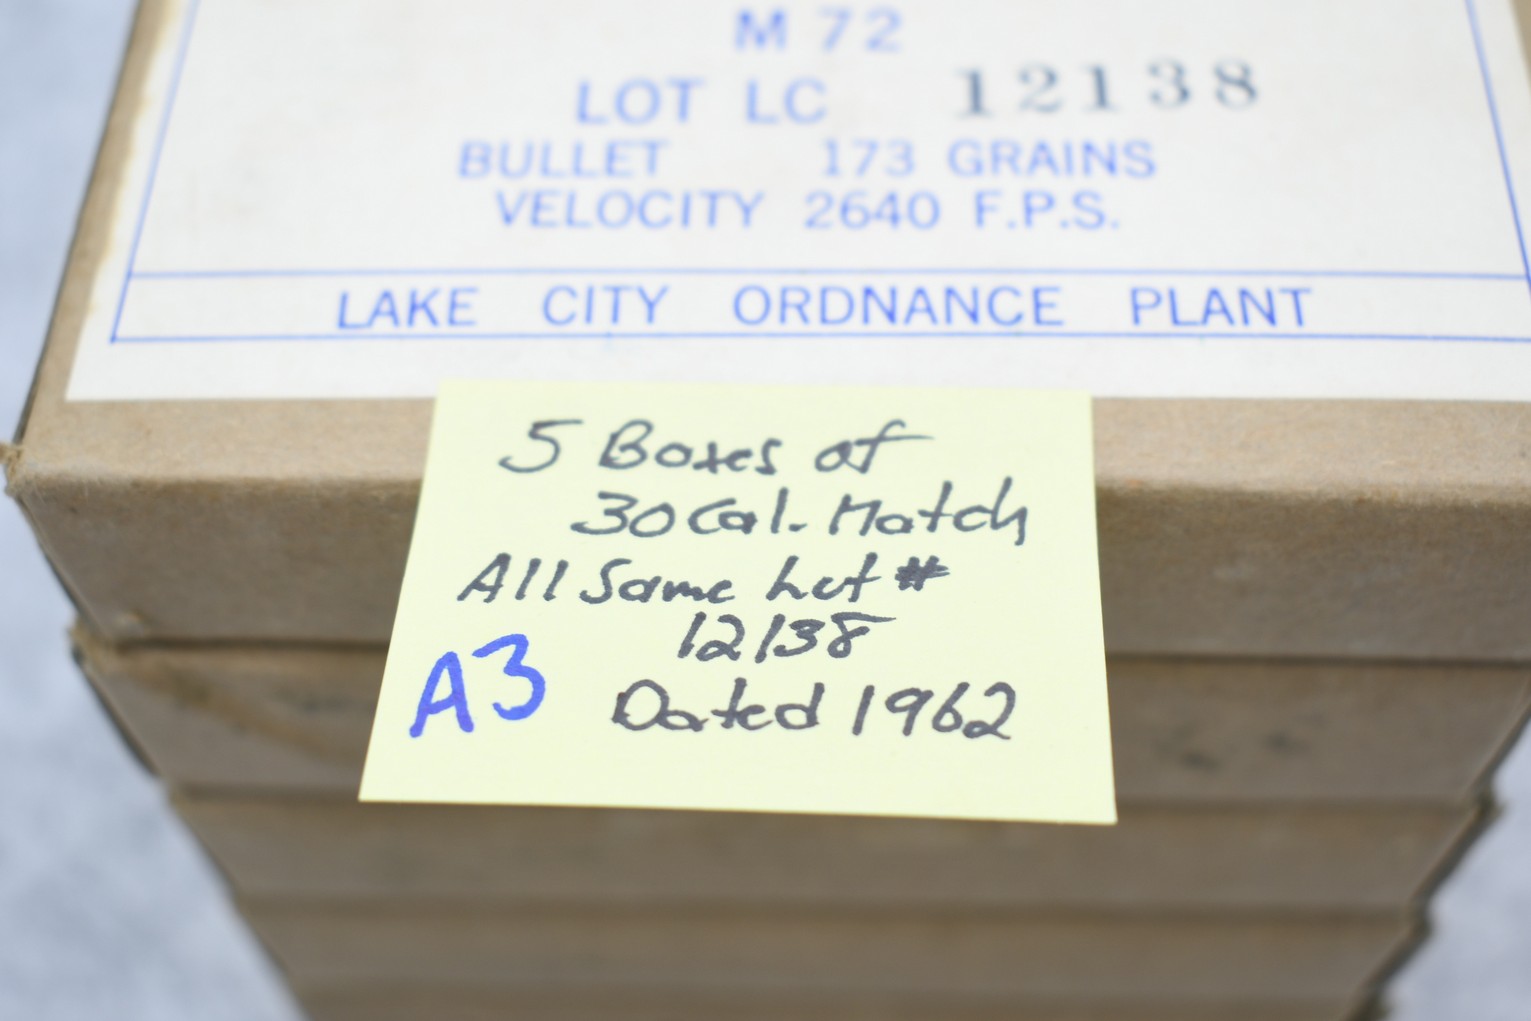 M 72
LOT LC 12138
BULLET 173 GRAINS
VELOCITY 2640 F.P.S.
LAKE CITY ORDNANCE PLANT
5 Boxes of
30 Cal. Match
All Same Lot #
12138
A3
Dated 1962